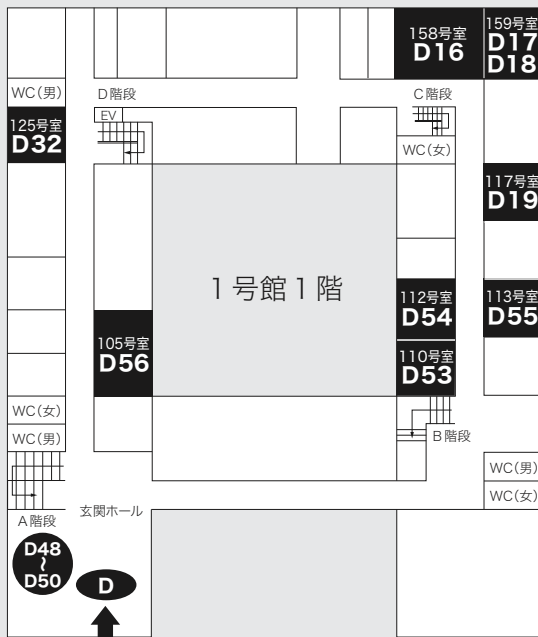 158号室
D16
159号室
D17
D18
WC(男)
D階段
C階段
125号室
D32
EV
WC(女)
117号室
D19
1号館1階
112号室
D54
113号室
D55
105号室
D56
110号室
D53
WC(女)
WC(男)
B階段
WC(男)
WC(女)
A階段
玄関ホール
D48
〜
D50
D